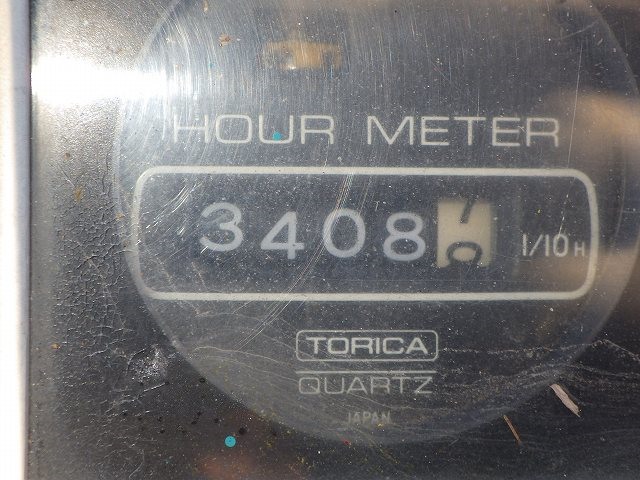 HOUR METER
3408 1/10 H
TORICA
QUARTZ
JAPAN